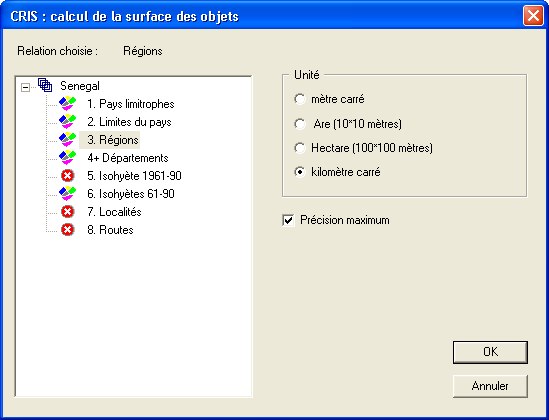 CRIS : calcul de la surface des objets
Relation choisie : Régions
Senegal
1. Pays limitrophes
2. Limites du pays
3. Régions
4+ Départements
5. Isohyète 1961-90
6. Isohyètes 61-90
7. Localités
8. Routes
Unité
mètre carré
Are (10*10 mètres)
Hectare (100*100 mètres)
kilomètre carré
Précision maximum
OK
Annuler